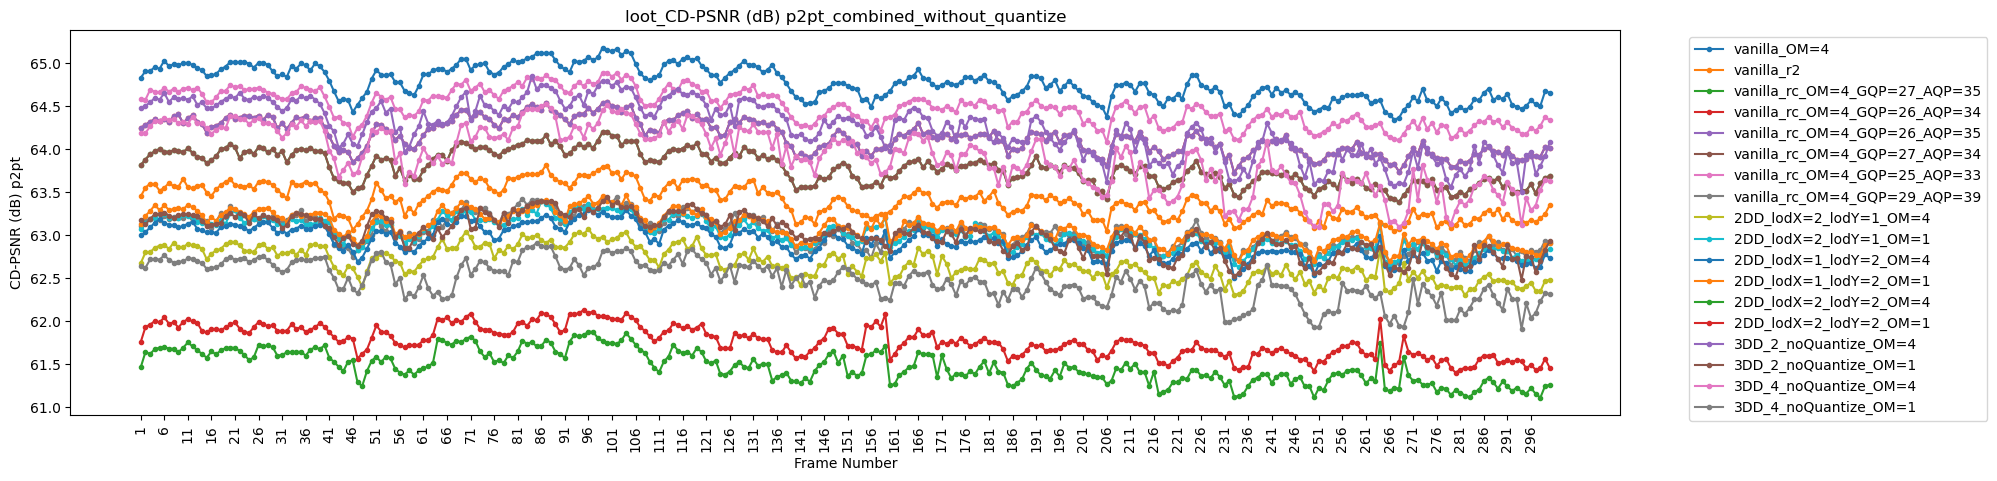 loot_CD-PSNR (dB) p2pt_combined_without_quantize
CD-PSNR (dB) p2pt
65.0
64.5
64.0
63.5
63.0
62.5
62.0
61.5
61.0
1 6 11 16 21 26 31 36 41 46 51 56 61 66 71 76 81 86 91 96 101 106 111 116 121 126 131 136 141 146 151 156 161 166 171 176 181 186 191 196 201 206 211 216 221 226 231 236 241 246 251 256 261 266 271 276 281 286 291 296
Frame Number
vanilla_OM=4
vanilla_r2
vanilla_rc_OM=4_GQP=27_AQP=35
vanilla_rc_OM=4_GQP=26_AQP=34
vanilla_rc_OM=4_GQP=26_AQP=35
vanilla_rc_OM=4_GQP=27_AQP=34
vanilla_rc_OM=4_GQP=25_AQP=33
vanilla_rc_OM=4_GQP=29_AQP=39
2DD_lodX=2_lodY=1_OM=4
2DD_lodX=2_lodY=1_OM=1
2DD_lodX=1_lodY=2_OM=4
2DD_lodX=1_lodY=2_OM=1
2DD_lodX=2_lodY=2_OM=4
2DD_lodX=2_lodY=2_OM=1
3DD_2_noQuantize_OM=4
3DD_2_noQuantize_OM=1
3DD_4_noQuantize_OM=4
3DD_4_noQuantize_OM=1